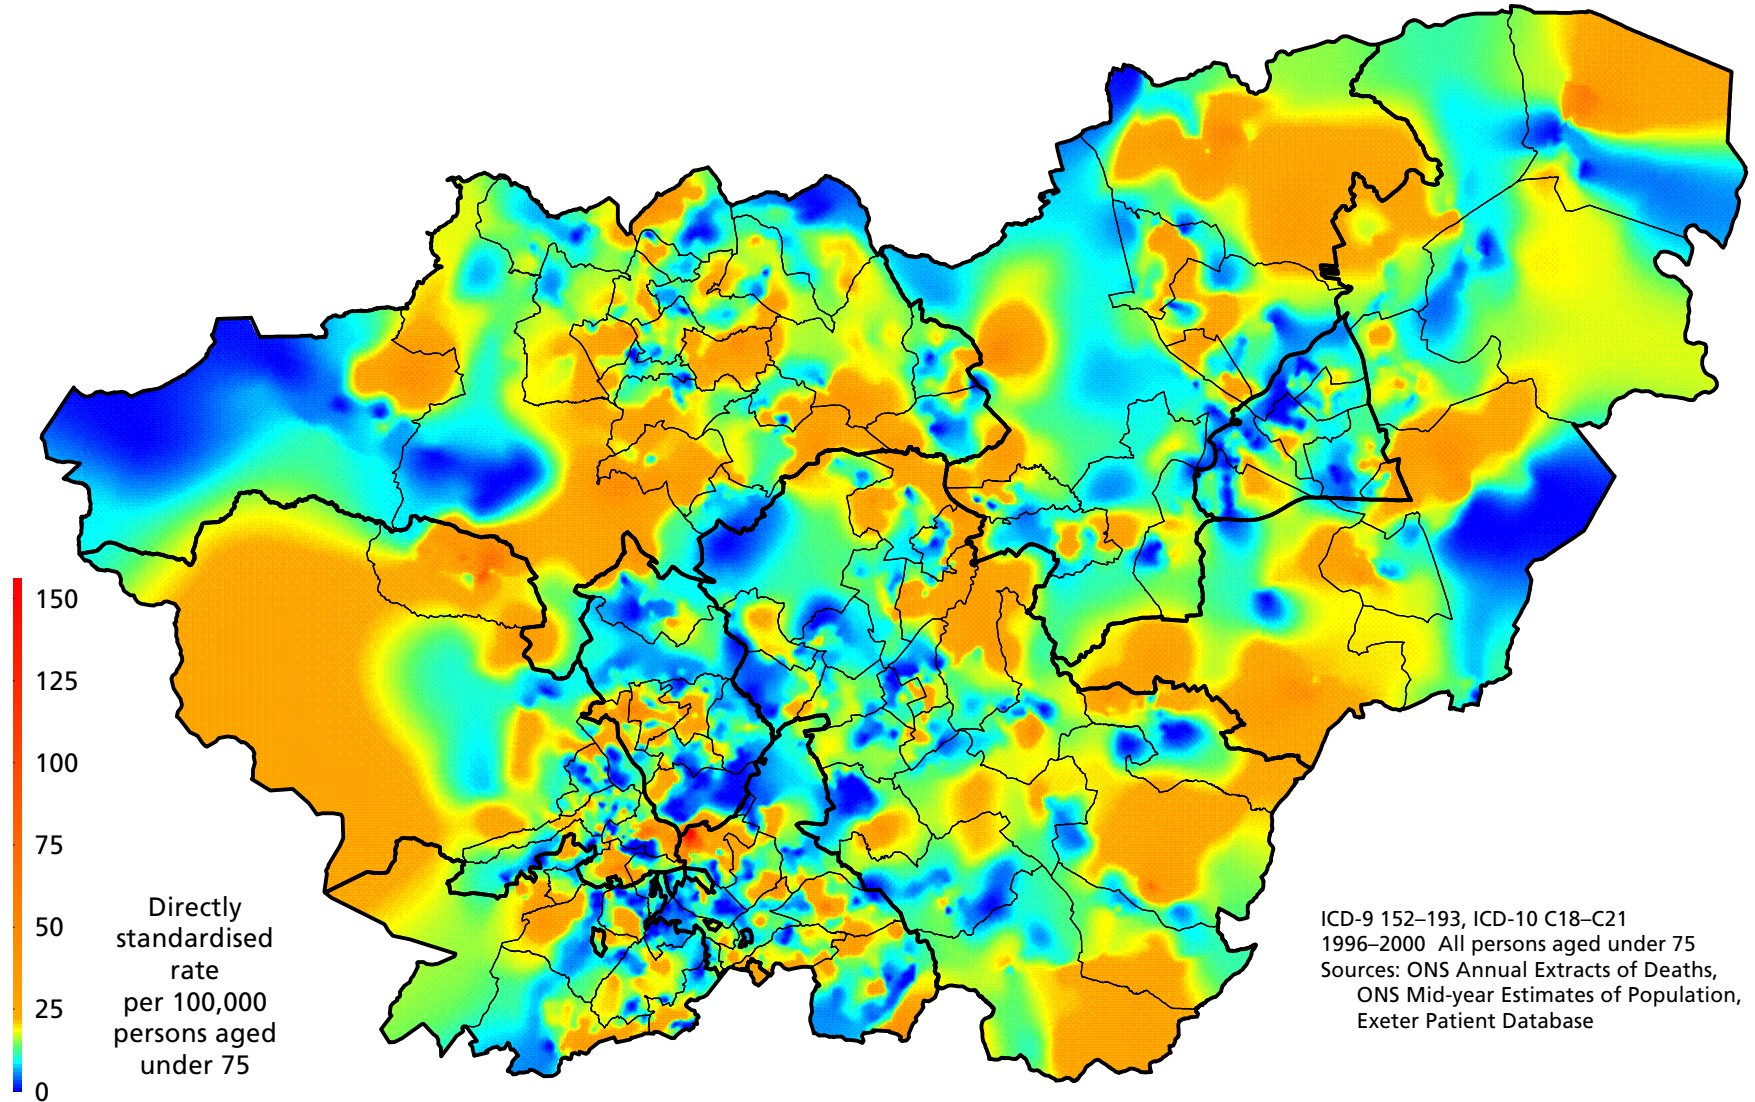 150
125
100
75
50
25
0
Directly
standardised
rate
per 100,000
persons aged
under 75
ICD-9 152–193, ICD-10 C18–C21
1996–2000 All persons aged under 75
Sources: ONS Annual Extracts of Deaths,
ONS Mid-year Estimates of Population,
Exeter Patient Database